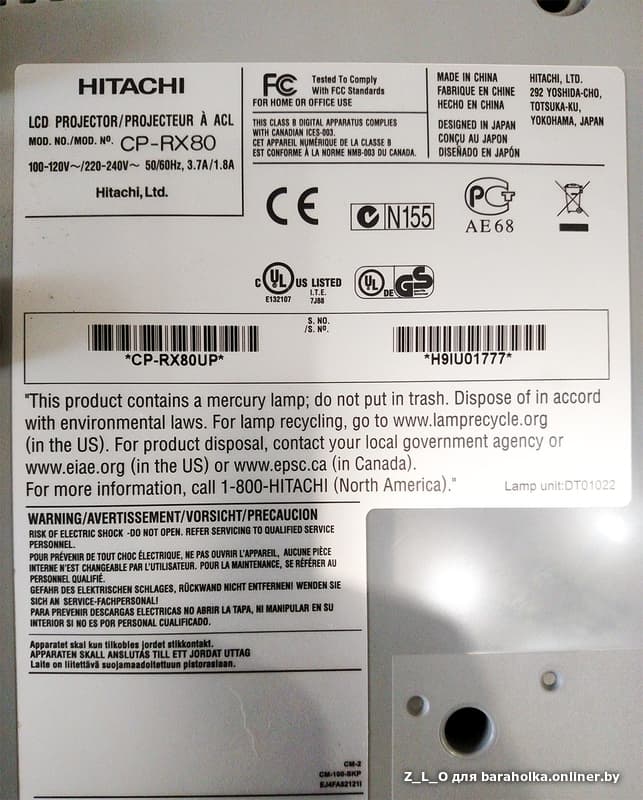 HITACHI
LCD PROJECTOR/PROJECTEUR À ACL
MOD. NO./MOD. Nº. CP-RX80
100-120V～/220-240V～ 50/60Hz, 3.7A/1.8A
Hitachi, Ltd.
FC Tested To Comply
With FCC Standards
FOR HOME OR OFFICE USE
THIS CLASS B DIGITAL APPARATUS COMPLIES
WITH CANADIAN ICES-003.
CET APPAREIL NUMÉRIQUE DE LA CLASSE B
EST CONFORME À LA NORME NMB-003 DU CANADA.
MADE IN CHINA
FABRIQUE EN CHINE
HECHO EN CHINA
DESIGNED IN JAPAN
CONÇU AU JAPON
DISEÑADO EN JAPÓN
HITACHI, LTD.
292 YOSHIDA-CHO,
TOTSUKA-KU,
YOKOHAMA, JAPAN
CE
N155
РСТ
AE68
C UL US LISTED
E132107
I.T.E.
7J88
UL DE GS
S. NO.
/S. Nº.
*CP-RX80UP*
*H9IU01777*
"This product contains a mercury lamp; do not put in trash. Dispose of in accord
with environmental laws. For lamp recycling, go to www.lamprecycle.org
(in the US). For product disposal, contact your local government agency or
www.eiae.org (in the US) or www.epsc.ca (in Canada).
For more information, call 1-800-HITACHI (North America)."
Lamp unit:DT01022
WARNING/AVERTISSEMENT/VORSICHT/PRECAUCION
RISK OF ELECTRIC SHOCK -DO NOT OPEN. REFER SERVICING TO QUALIFIED SERVICE
PERSONNEL.
POUR PRÉVENIR DE TOUT CHOC ÉLECTRIQUE, NE PAS OUVRIR L'APPAREIL, AUCUNE PIÈCE
INTERNE N'EST CHANGEABLE PAR L'UTILISATEUR. POUR LA MAINTENANCE, SE RÉFÉRER AU
PERSONNEL QUALIFIÉ.
GEFAHR DES ELEKTRISCHEN SCHLAGES, RÜCKWAND NICHT ENTFERNEN! WENDEN SIE
SICH AN SERVICE-FACHPERSONAL!
PARA PREVENIR DESCARGAS ELECTRICAS NO ABRIR LA TAPA, NI MANIPULAR EN SU
INTERIOR SI NO ES POR PERSONAL CUALIFICADO.
Apparatet skal kun tilkobles jordet stikkontakt.
APPARATEN SKALL ANSLUTAS TILL ETT JORDAT UTTAG
Laite on liitettävä suojamaadoitettuun pistorasiaan.
CM-2
CM-100-BKP
EJ4FA82121I
Z_L_O для baraholka.onliner.by